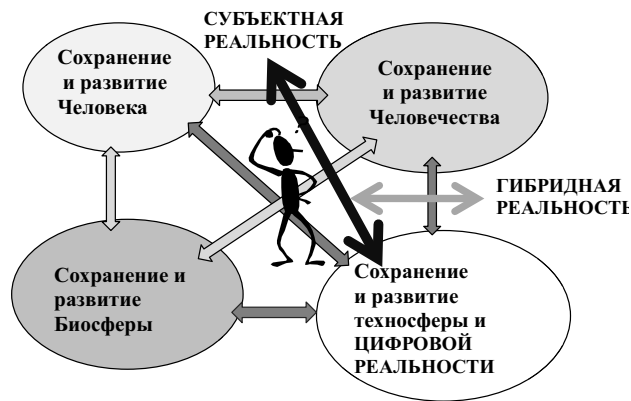 СУБЪЕКТНАЯ
РЕАЛЬНОСТЬ
Сохранение
и развитие
Человека
Сохранение
и развитие
Человечества
?
ГИБРИДНАЯ
РЕАЛЬНОСТЬ
Сохранение и
развитие
Биосферы
Сохранение
и развитие
техносферы и
ЦИФРОВОЙ
РЕАЛЬНОСТИ